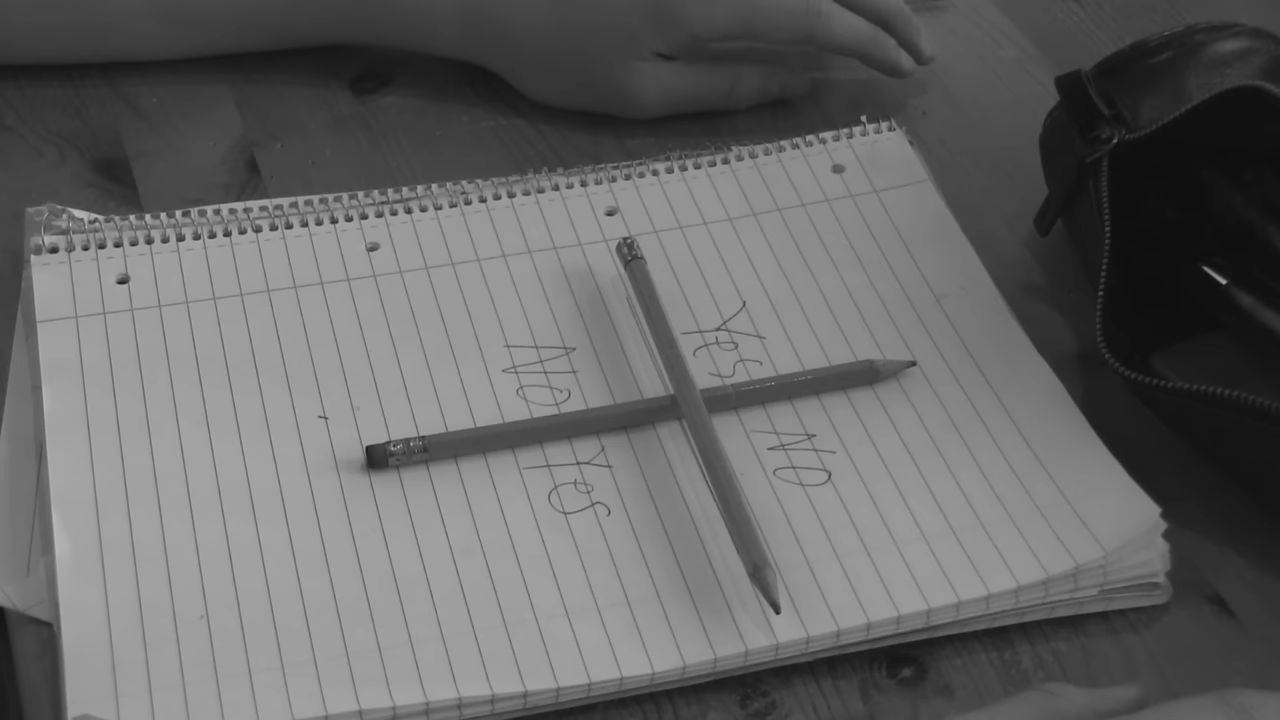 Yes NO
NO Yes